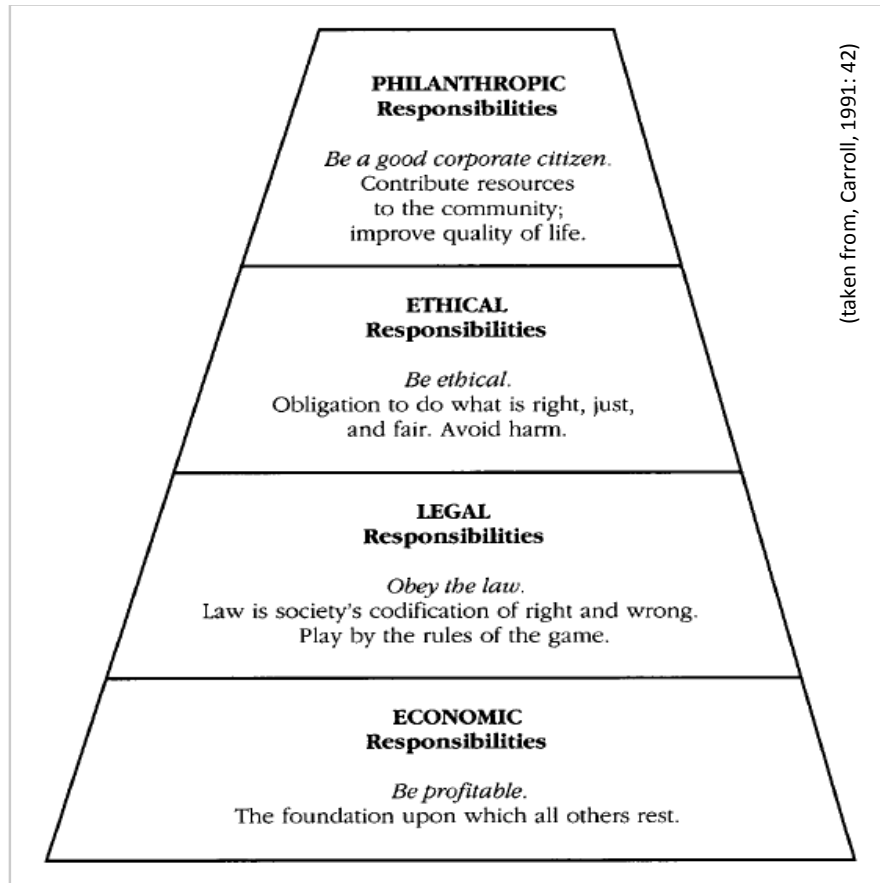 PHILANTHROPIC
Responsibilities
Be a good corporate citizen.
Contribute resources
to the community;
improve quality of life.
ETHICAL
Responsibilities
Be ethical.
Obligation to do what is right, just,
and fair. Avoid harm.
LEGAL
Responsibilities
Obey the law.
Law is society's codification of right and wrong.
Play by the rules of the game.
ECONOMIC
Responsibilities
Be profitable.
The foundation upon which all others rest.
(taken from, Carroll, 1991: 42)